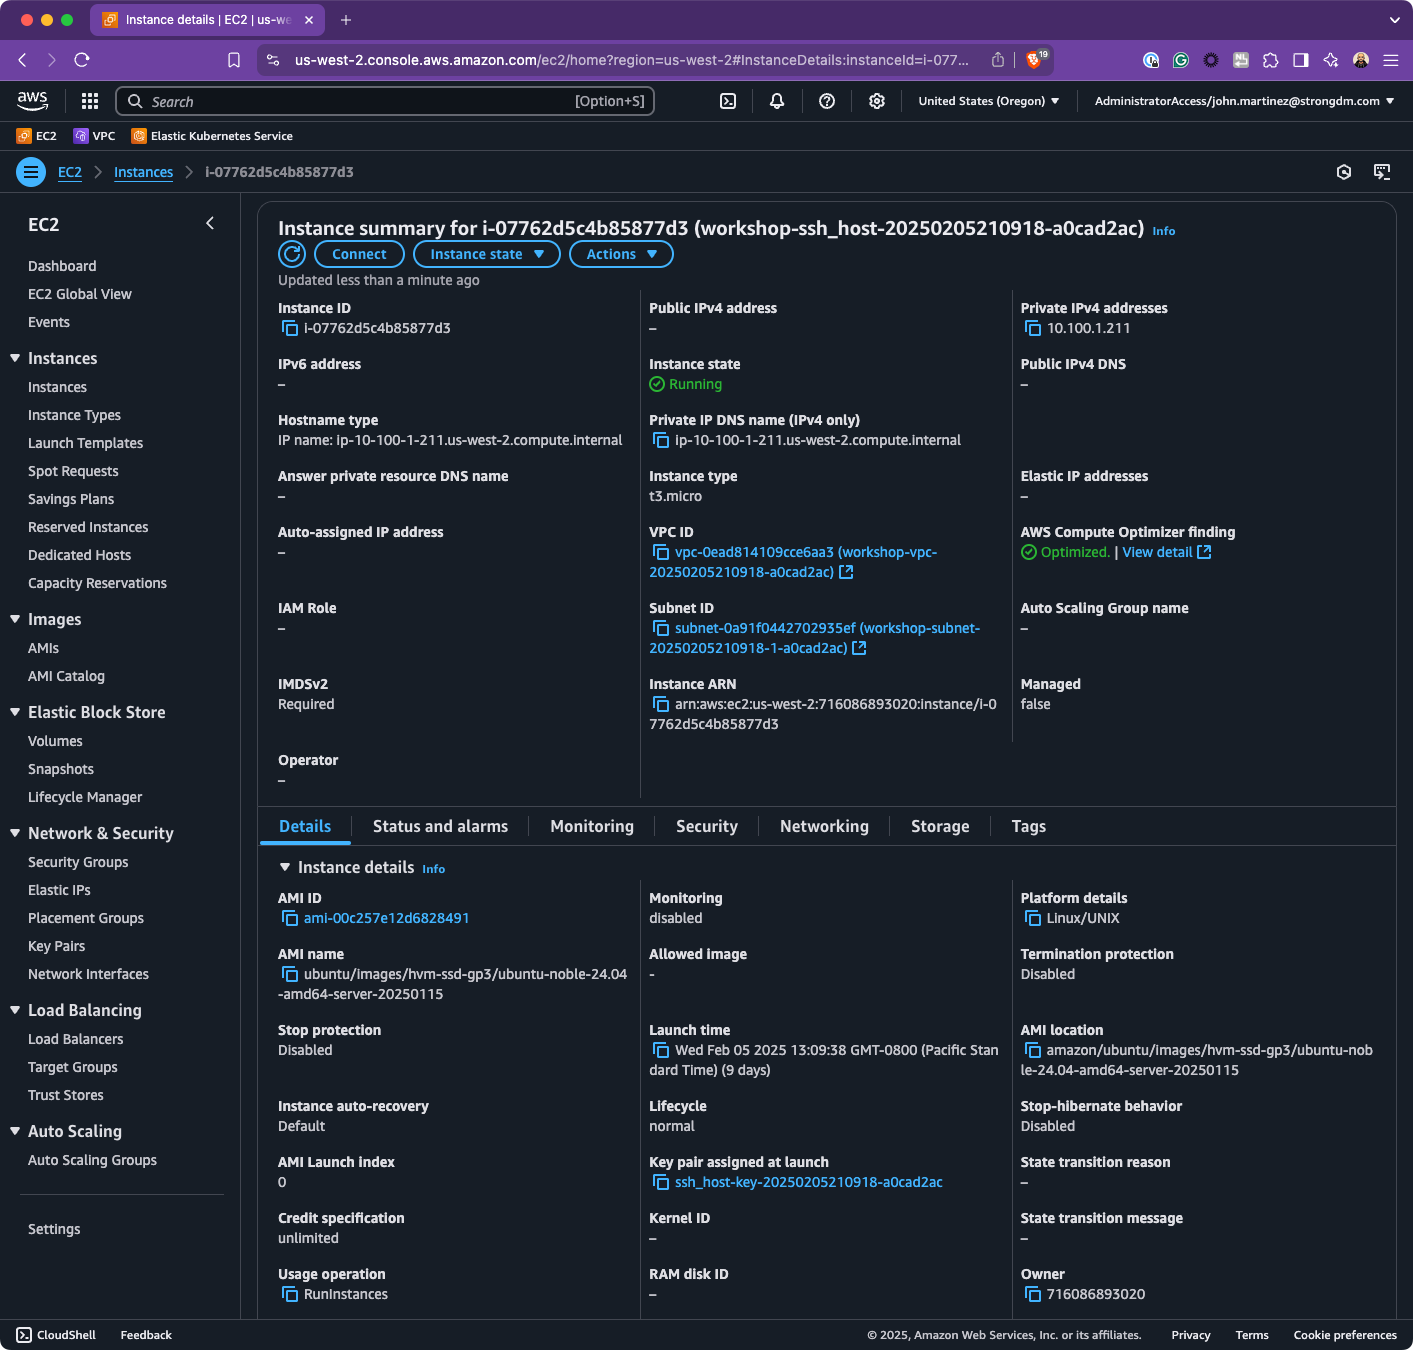 Instance details | EC2 | us-we
us-west-2.console.aws.amazon.com/ec2/home?region=us-west-2#InstanceDetails:instanceId=i-077...
19
aws
Search
[Option+S]
United States (Oregon)
AdministratorAccess/john.martinez@strongdm.com
EC2
VPC
Elastic Kubernetes Service
EC2
Instances
i-07762d5c4b85877d3
EC2
Dashboard
EC2 Global View
Events
Instances
Instances
Instance Types
Launch Templates
Spot Requests
Savings Plans
Reserved Instances
Dedicated Hosts
Capacity Reservations
Images
AMIs
AMI Catalog
Elastic Block Store
Volumes
Snapshots
Lifecycle Manager
Network & Security
Security Groups
Elastic IPs
Placement Groups
Key Pairs
Network Interfaces
Load Balancing
Load Balancers
Target Groups
Trust Stores
Auto Scaling
Auto Scaling Groups
Settings
Instance summary for i-07762d5c4b85877d3 (workshop-ssh_host-20250205210918-a0cad2ac) Info
Connect
Instance state
Actions
Updated less than a minute ago
Instance ID
i-07762d5c4b85877d3
Public IPv4 address
–
Private IPv4 addresses
10.100.1.211
IPv6 address
–
Instance state
Running
Public IPv4 DNS
–
Hostname type
IP name: ip-10-100-1-211.us-west-2.compute.internal
Private IP DNS name (IPv4 only)
ip-10-100-1-211.us-west-2.compute.internal
Answer private resource DNS name
–
Instance type
t3.micro
Elastic IP addresses
–
Auto-assigned IP address
–
VPC ID
vpc-0ead814109cce6aa3 (workshop-vpc-
20250205210918-a0cad2ac)
AWS Compute Optimizer finding
Optimized. | View detail
IAM Role
–
Subnet ID
subnet-0a91f0442702935ef (workshop-subnet-
20250205210918-1-a0cad2ac)
Auto Scaling Group name
–
IMDSv2
Required
Instance ARN
arn:aws:ec2:us-west-2:716086893020:instance/i-0
7762d5c4b85877d3
Managed
false
Operator
–
Details
Status and alarms
Monitoring
Security
Networking
Storage
Tags
Instance details Info
AMI ID
ami-00c257e12d6828491
Monitoring
disabled
Platform details
Linux/UNIX
AMI name
ubuntu/images/hvm-ssd-gp3/ubuntu-noble-24.04
-amd64-server-20250115
Allowed image
-
Termination protection
Disabled
Stop protection
Disabled
Launch time
Wed Feb 05 2025 13:09:38 GMT-0800 (Pacific Stan
dard Time) (9 days)
AMI location
amazon/ubuntu/images/hvm-ssd-gp3/ubuntu-nob
le-24.04-amd64-server-20250115
Instance auto-recovery
Default
Lifecycle
normal
Stop-hibernate behavior
Disabled
AMI Launch index
0
Key pair assigned at launch
ssh_host-key-20250205210918-a0cad2ac
State transition reason
–
Credit specification
unlimited
Kernel ID
–
State transition message
–
Usage operation
RunInstances
RAM disk ID
–
Owner
716086893020
CloudShell
Feedback
© 2025, Amazon Web Services, Inc. or its affiliates.
Privacy
Terms
Cookie preferences